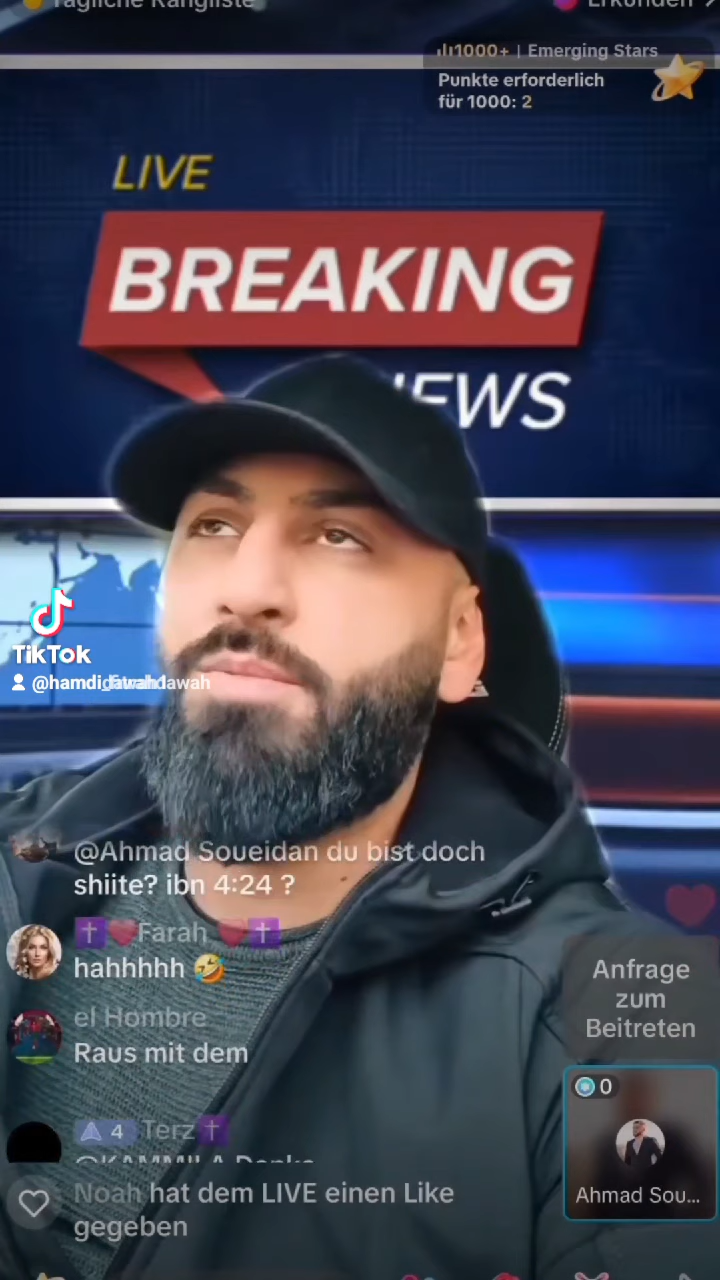 Tägliche Rangliste
Erkunden
1000+ | Emerging Stars
Punkte erforderlich
für 1000: 2
LIVE
BREAKING
NEWS
TikTok
@Ahmad Soueidan du bist doch
shiite? ibn 4:24 ?
Farah
hahhhhh 🤣
el Hombre
Raus mit dem
4 Terz
Noah hat dem LIVE einen Like
gegeben
Anfrage
zum
Beitreten
0
Ahmad Sou...